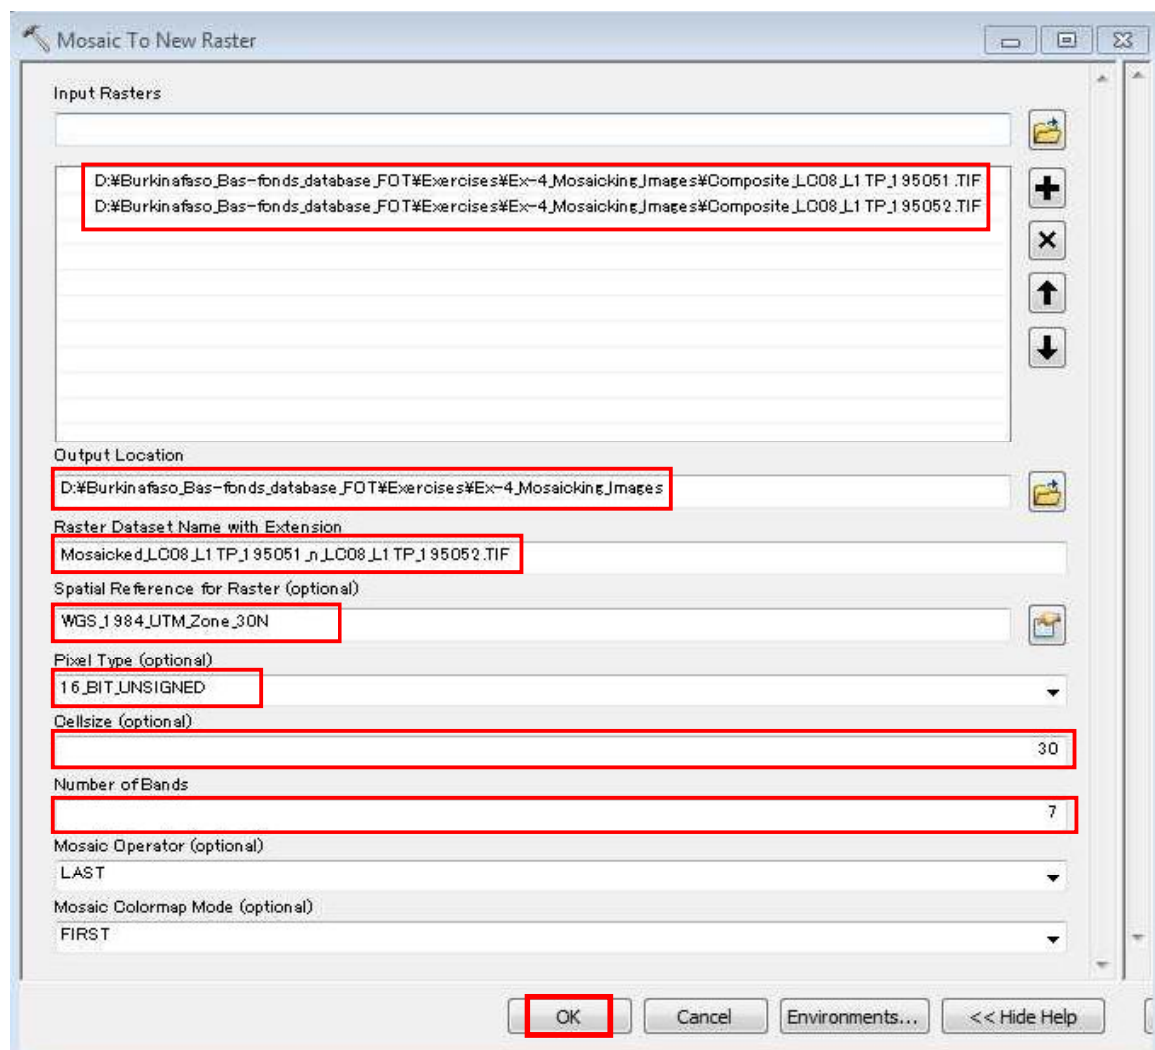 Mosaic To New Raster
Input Rasters
D:¥Burkinafaso_Bas-fonds_database_FOT¥Exercises¥Ex-4_Mosaicking_Images¥Composite_LC08_L1TP_195051.TIF
D:¥Burkinafaso_Bas-fonds_database_FOT¥Exercises¥Ex-4_Mosaicking_Images¥Composite_LC08_L1TP_195052.TIF
Output Location
D:¥Burkinafaso_Bas-fonds_database_FOT¥Exercises¥Ex-4_Mosaicking_Images
Raster Dataset Name with Extension
Mosaicked_LC08_L1TP_195051_n_LC08_L1TP_195052.TIF
Spatial Reference for Raster (optional)
WGS_1984_UTM_Zone_30N
Pixel Type (optional)
16_BIT_UNSIGNED
Cellsize (optional)
30
Number of Bands
7
Mosaic Operator (optional)
LAST
Mosaic Colormap Mode (optional)
FIRST
OK Cancel Environments... << Hide Help